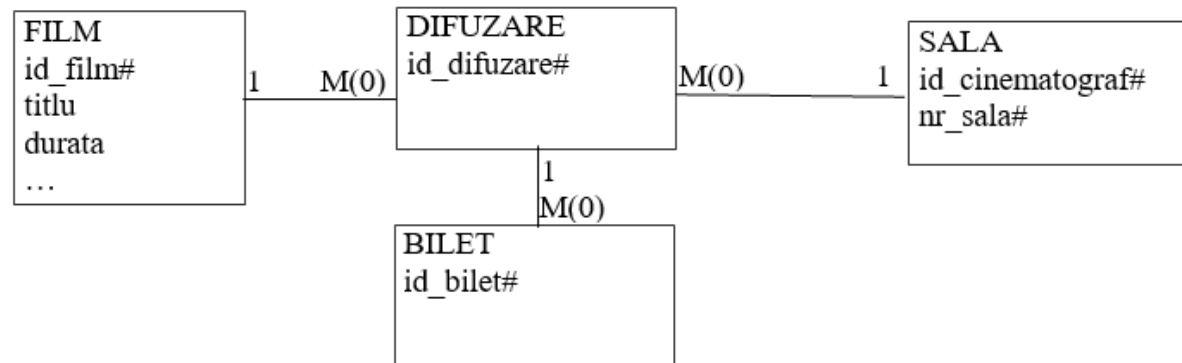 FILM
id_film#
titlu
durata
…
1
M(0)
DIFUZARE
id_difuzare#
M(0)
1
SALA
id_cinematograf#
nr_sala#
1
M(0)
BILET
id_bilet#